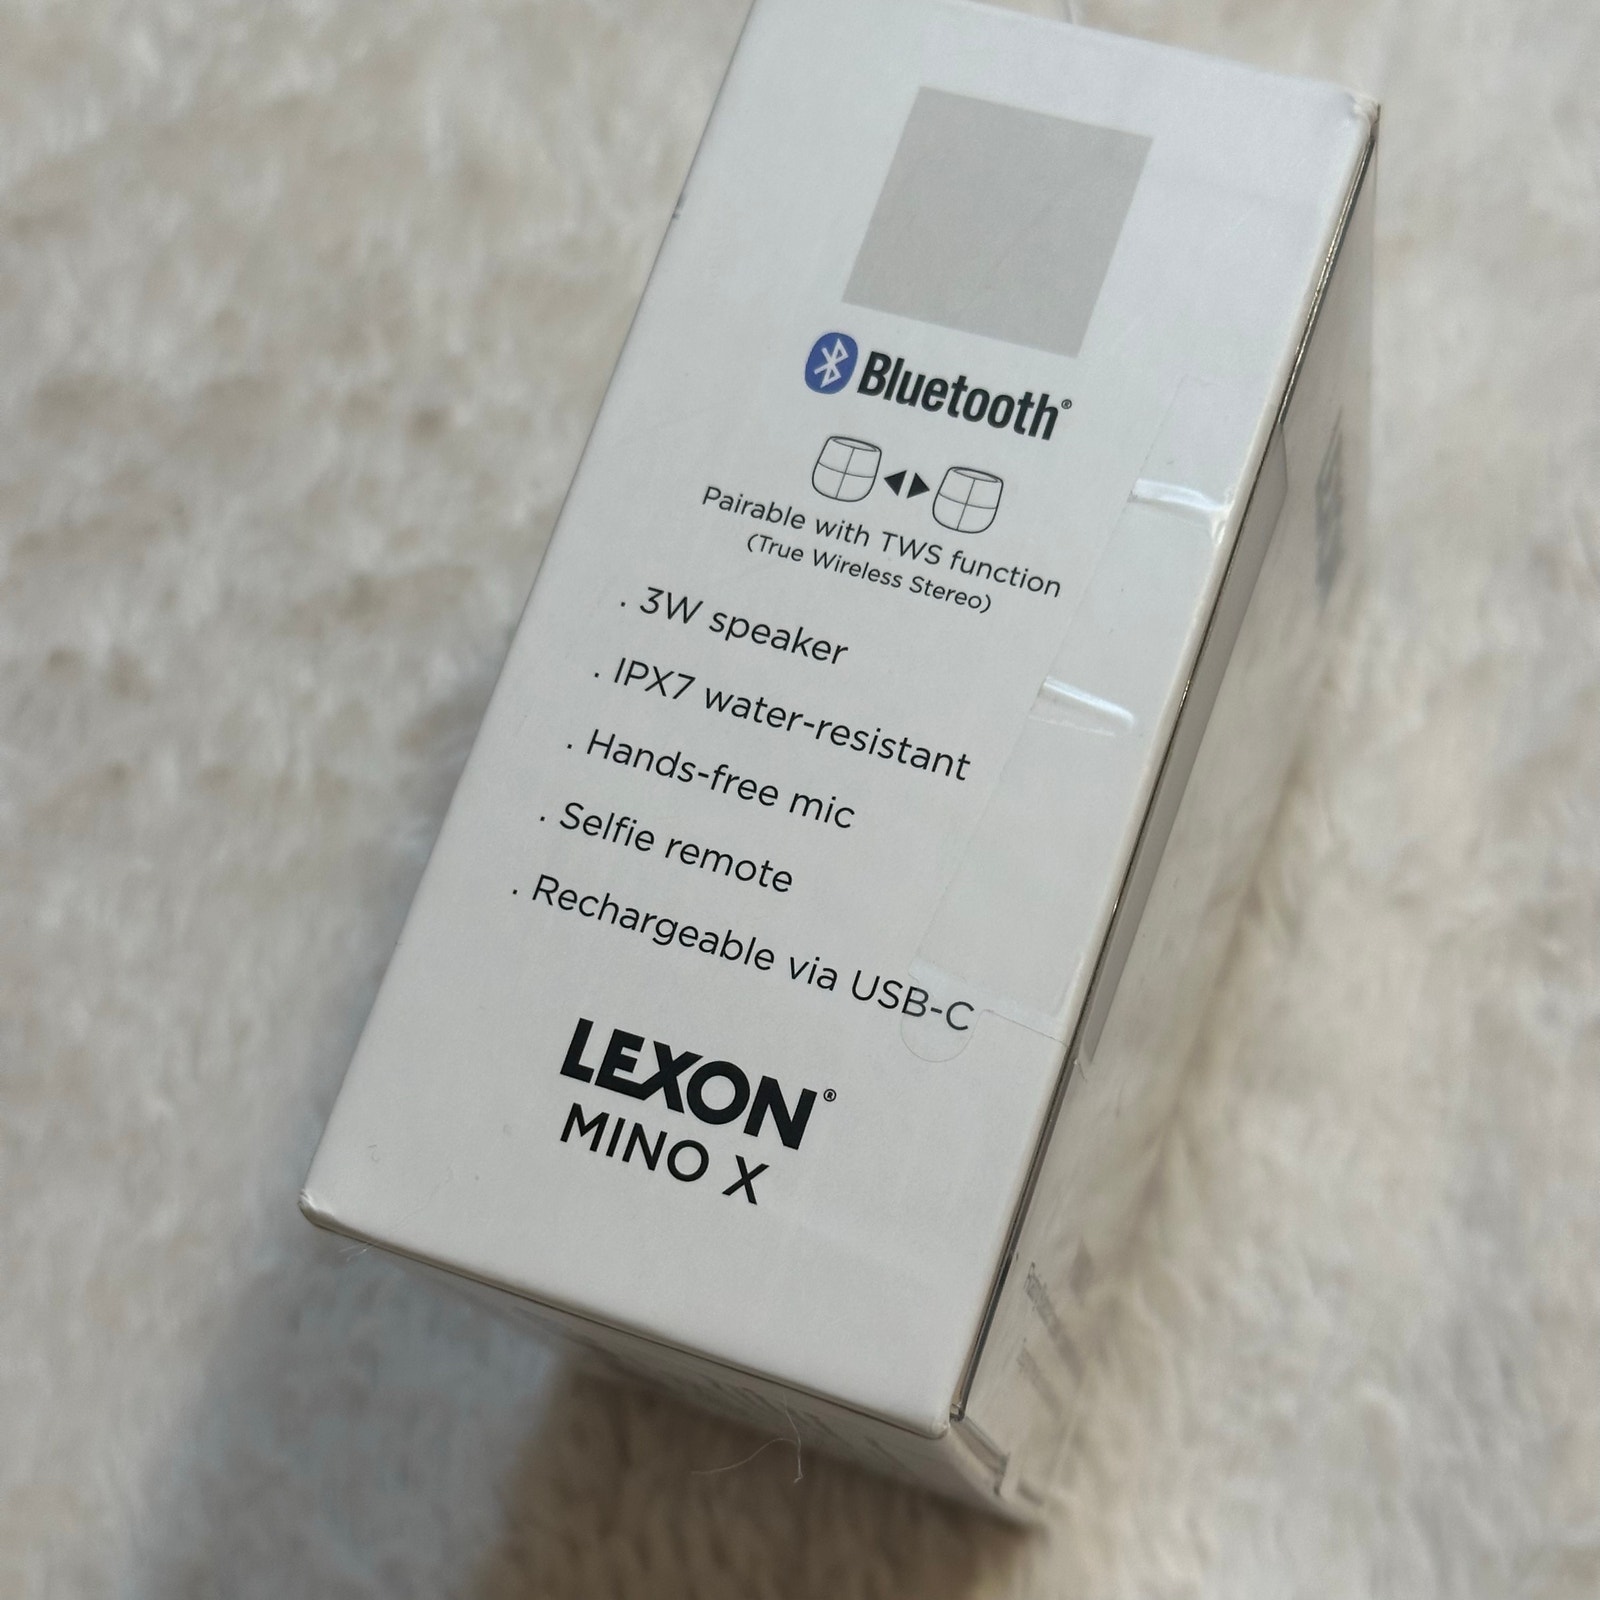 Bluetooth®
Pairable with TWS function
(True Wireless Stereo)
. 3W speaker
. IPX7 water-resistant
. Hands-free mic
. Selfie remote
. Rechargeable via USB-C
LEXON®
MINO X